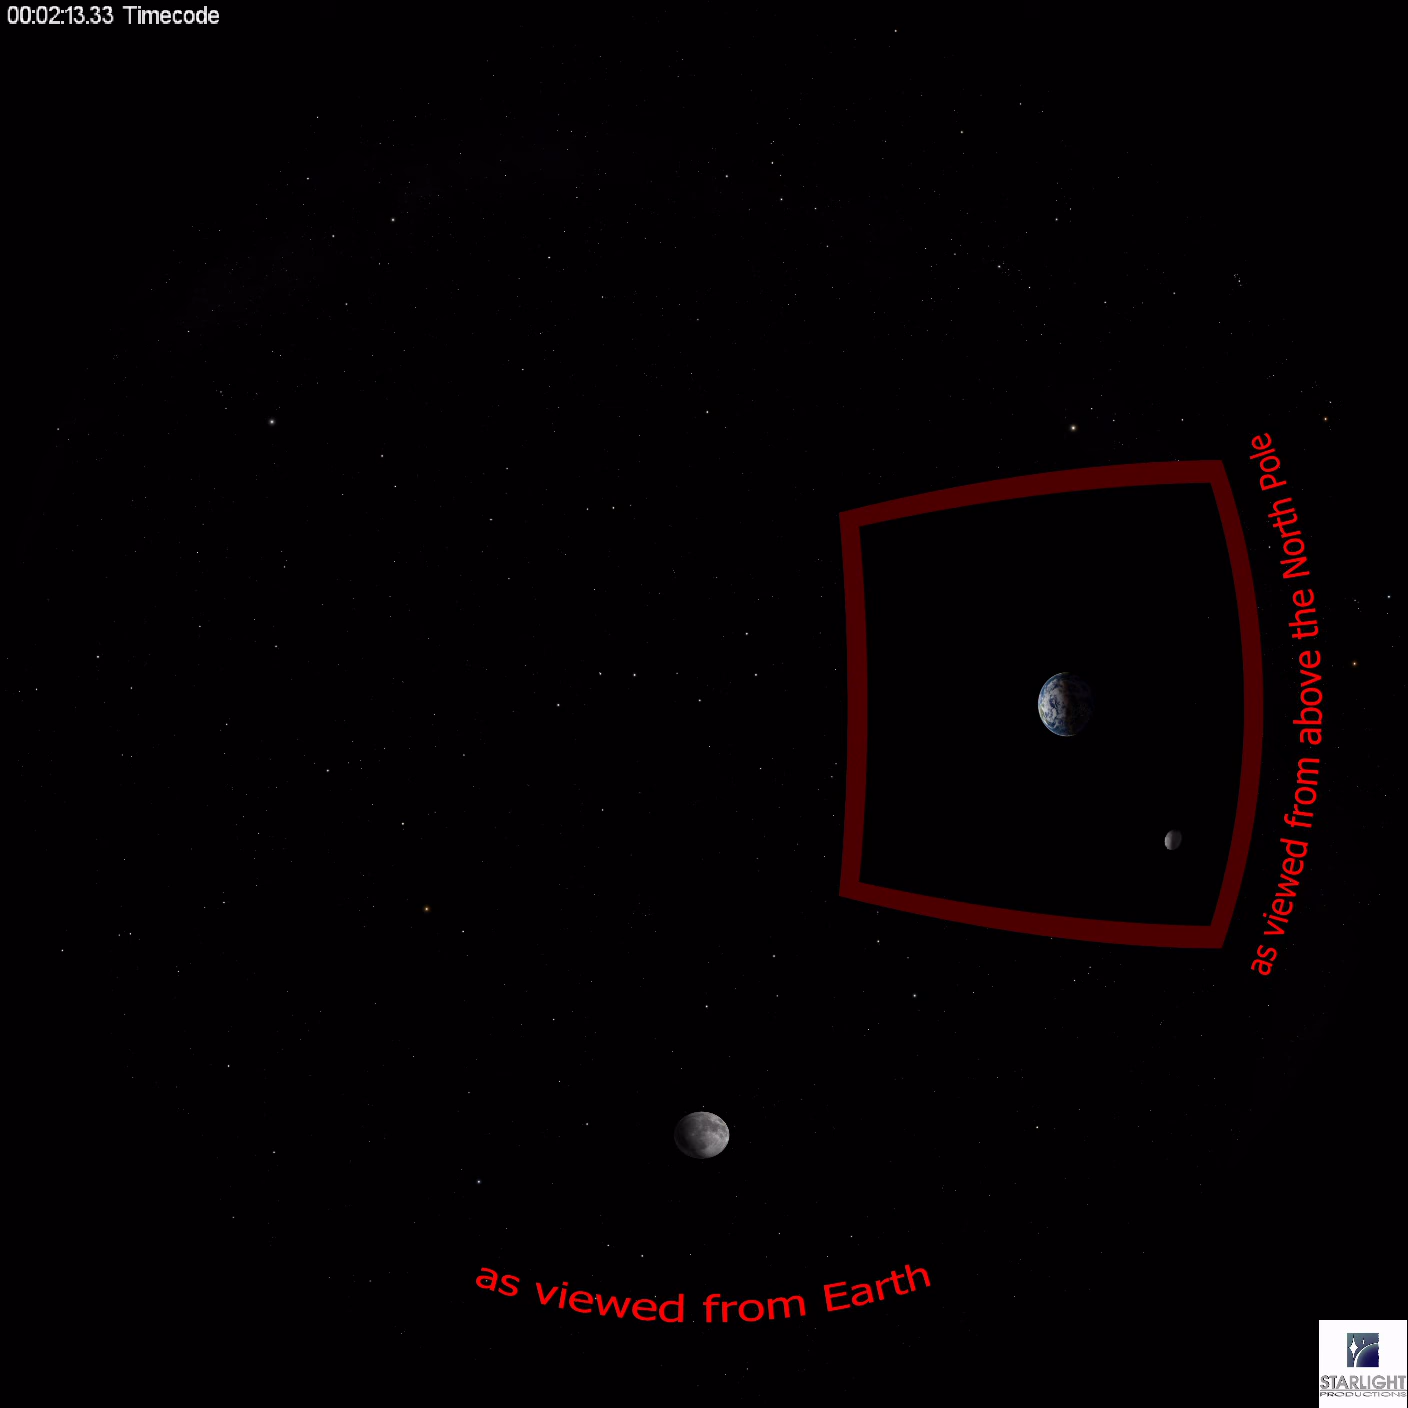 00:02:13.33 Timecode
as viewed from above the North Pole
as viewed from Earth
STARLIGHT
PRODUCTIONS